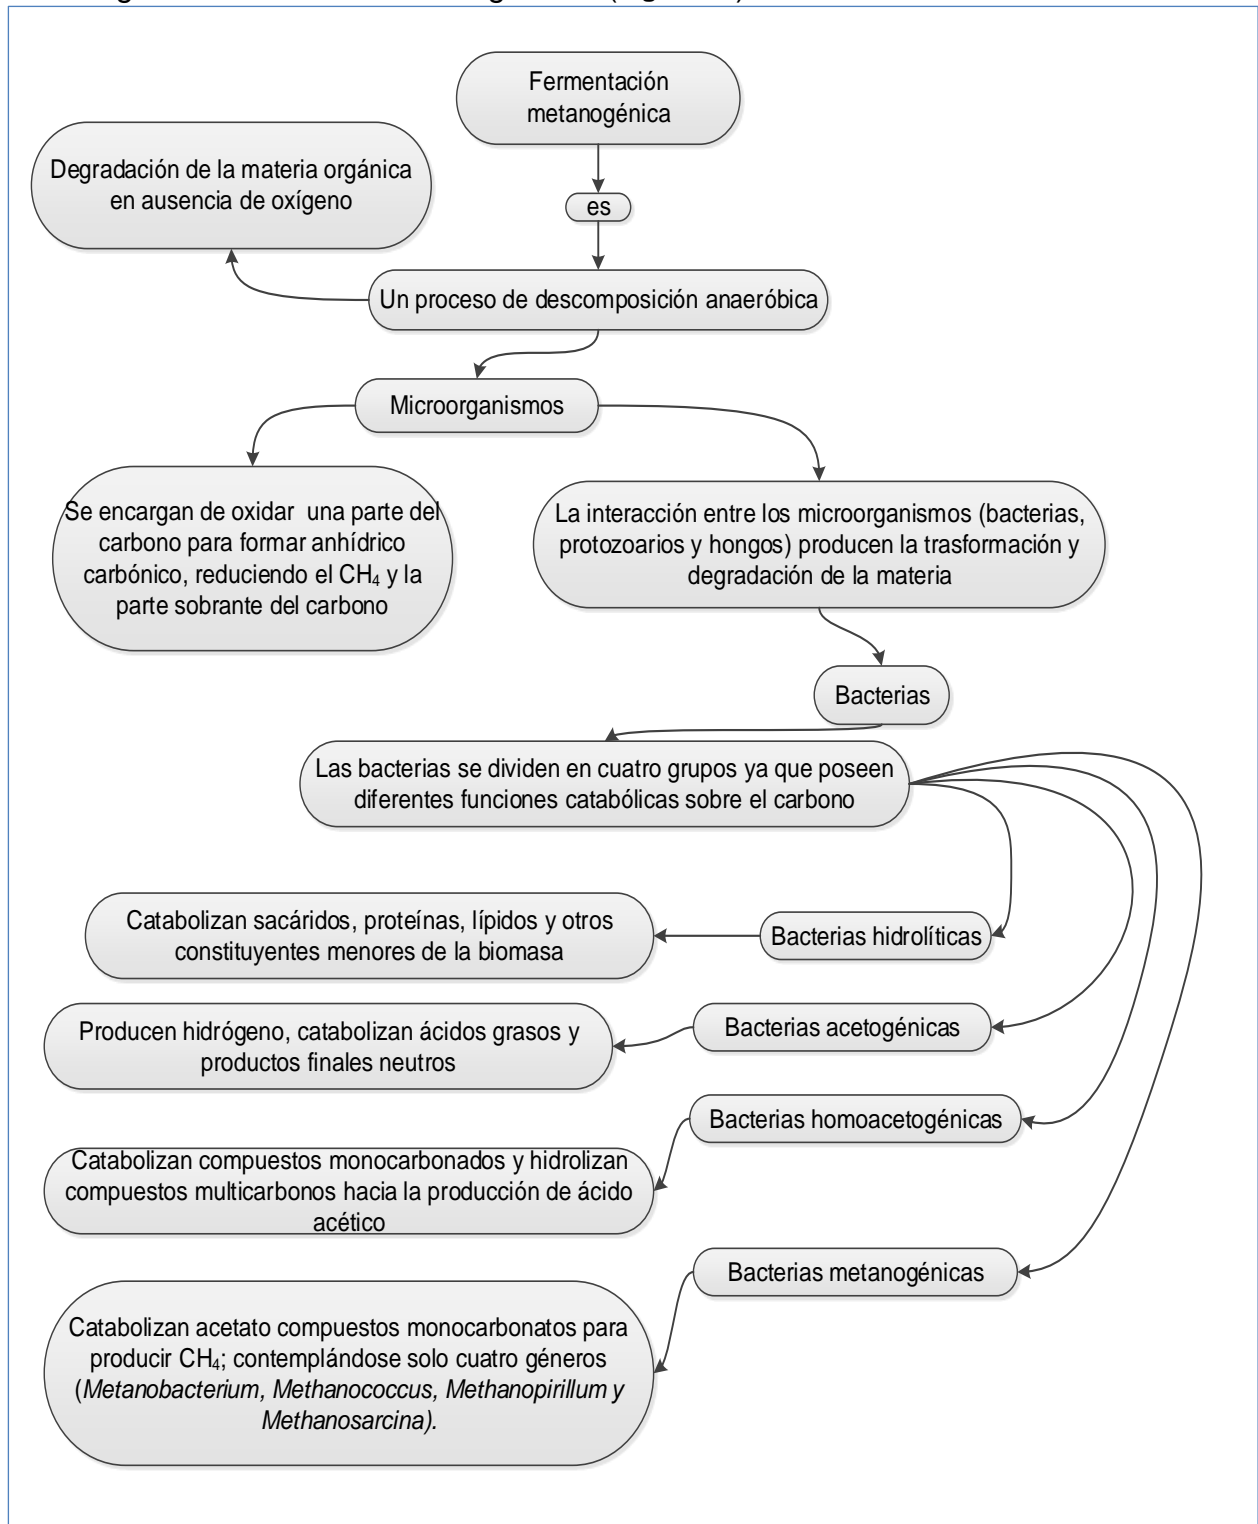 Fermentación
metanogénica
Degradación de la materia orgánica
en ausencia de oxígeno
es
Un proceso de descomposición anaeróbica
Microorganismos
Se encargan de oxidar una parte del
carbono para formar anhídrico
carbónico, reduciendo el CH₄ y la
parte sobrante del carbono
La interacción entre los microorganismos (bacterias,
protozoarios y hongos) producen la trasformación y
degradación de la materia
Bacterias
Las bacterias se dividen en cuatro grupos ya que poseen
diferentes funciones catabólicas sobre el carbono
Bacterias hidrolíticas
Catabolizan sacáridos, proteínas, lípidos y otros
constituyentes menores de la biomasa
Bacterias acetogénicas
Producen hidrógeno, catabolizan ácidos grasos y
productos finales neutros
Bacterias homoacetogénicas
Catabolizan compuestos monocarbonados y hidrolizan
compuestos multicarbonos hacia la producción de ácido
acético
Bacterias metanogénicas
Catabolizan acetato compuestos monocarbonatos para
producir CH₄; contemplándose solo cuatro géneros
(Metanobacterium, Methanococcus, Methanopirillum y
Methanosarcina).